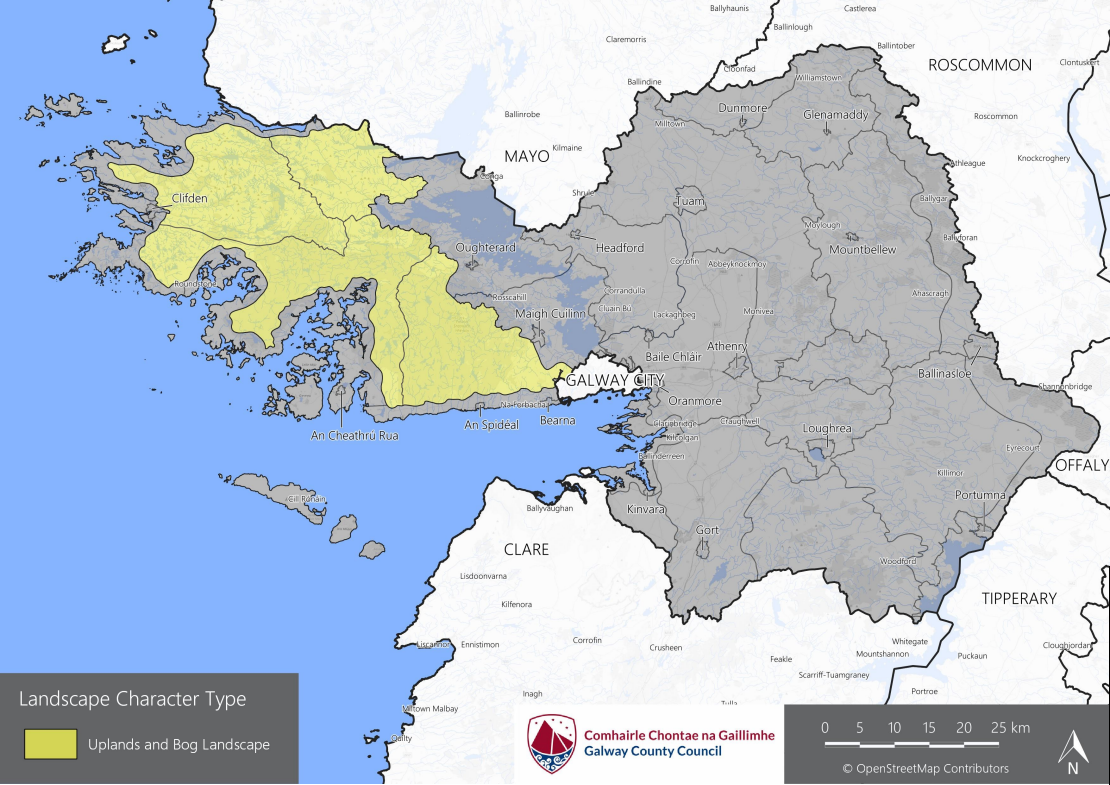 Ballyhaunis
Castlerea
Ballinlough
Claremorris
Ballintober
Cloonfad
ROSCOMMON
Clontuskert
Ballindine
Williamstown
Dunmore
Glenamaddy
Ballinrobe
Milltown
Roscommon
MAYO
Kilmaine
Athleague
Knockcroghery
Conga
Clifden
Shrule
Tuam
Ballygar
Moylough
Ballyforan
Oughterard
Headford
Mountbellew
Corrofin
Abbeyknockmoy
Roundstone
Rosscahill
Corrandulla
Ahascragh
Maigh Cuilinn
Cluain Bú
Lackaghbeg
Monivea
Athenry
Baile Chláir
Ballinasloe
GALWAY CITY
Shannonbridge
Oranmore
Na Forbacha
An Spidéal
Bearna
Clarinbridge
Craughwell
Loughrea
An Cheathrú Rua
Kilcolgan
Eyrecourt
Ballinderreen
OFFALY
Killimor
Cill Rónáin
Portumna
Ballyvaughan
Kinvara
Gort
CLARE
Woodford
Lisdoonvarna
TIPPERARY
Kilfenora
Liscannor
Ennistimon
Corrofin
Crusheen
Whitegate
Cloughjordan
Mountshannon
Puckaun
Feakle
Scarriff-Tuamgraney
Inagh
Portroe
Tulla
Miltown Malbay
Quilty
Landscape Character Type
Uplands and Bog Landscape
Comhairle Chontae na Gaillimhe
Galway County Council
0 5 10 15 20 25 km
© OpenStreetMap Contributors
N